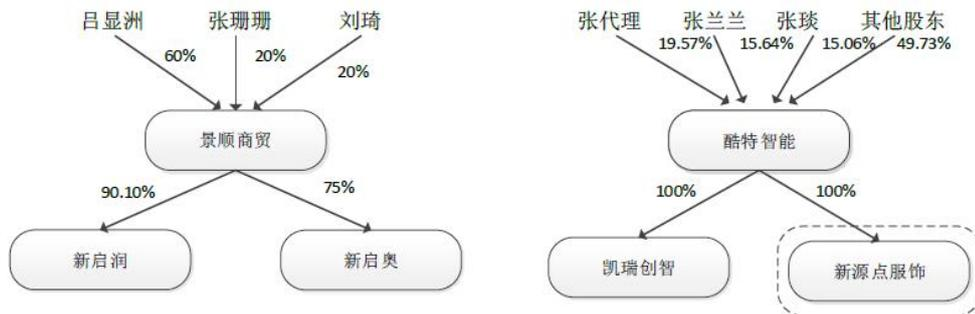 吕显洲 张珊珊 刘琦 张代理 张兰兰 张琰 其他股东
60% 20% 20% 19.57% 15.64% 15.06% 49.73%
景顺商贸 酷特智能
90.10% 75% 100% 100%
新启润 新启奥 凯瑞创智 新源点服饰